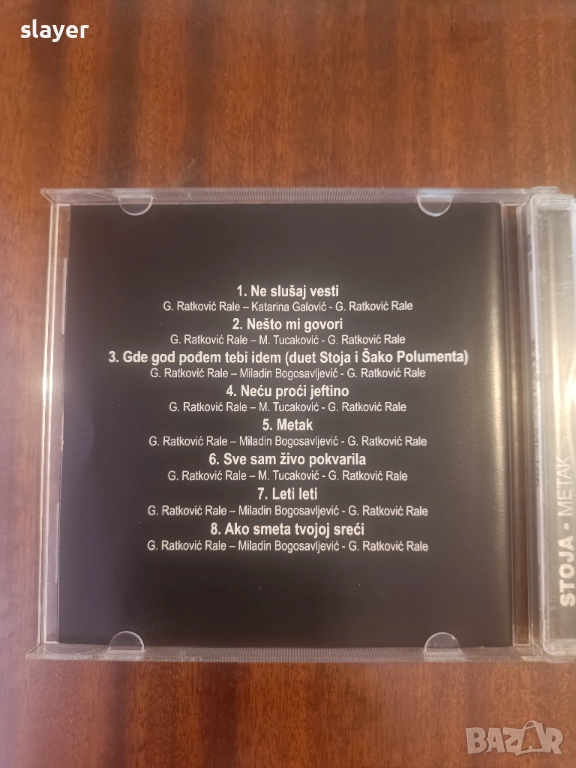 slayer
1. Ne slušaj vesti
G. Ratković Rale – Katarina Galović - G. Ratković Rale
2. Nešto mi govori
G. Ratković Rale – M. Tucaković - G. Ratković Rale
3. Gde god pođem tebi idem (duet Stoja i Šako Polumenta)
G. Ratković Rale – Miladin Bogosavljević - G. Ratković Rale
4. Neću proći jeftino
G. Ratković Rale – M. Tucaković - G. Ratković Rale
5. Metak
G. Ratković Rale – Miladin Bogosavljević - G. Ratković Rale
6. Sve sam živo pokvarila
G. Ratković Rale – M. Tucaković - G. Ratković Rale
7. Leti leti
G. Ratković Rale – Miladin Bogosavljević - G. Ratković Rale
8. Ako smeta tvojoj sreći
G. Ratković Rale – Miladin Bogosavljević - G. Ratković Rale
STOJA - METAK
BAZAR